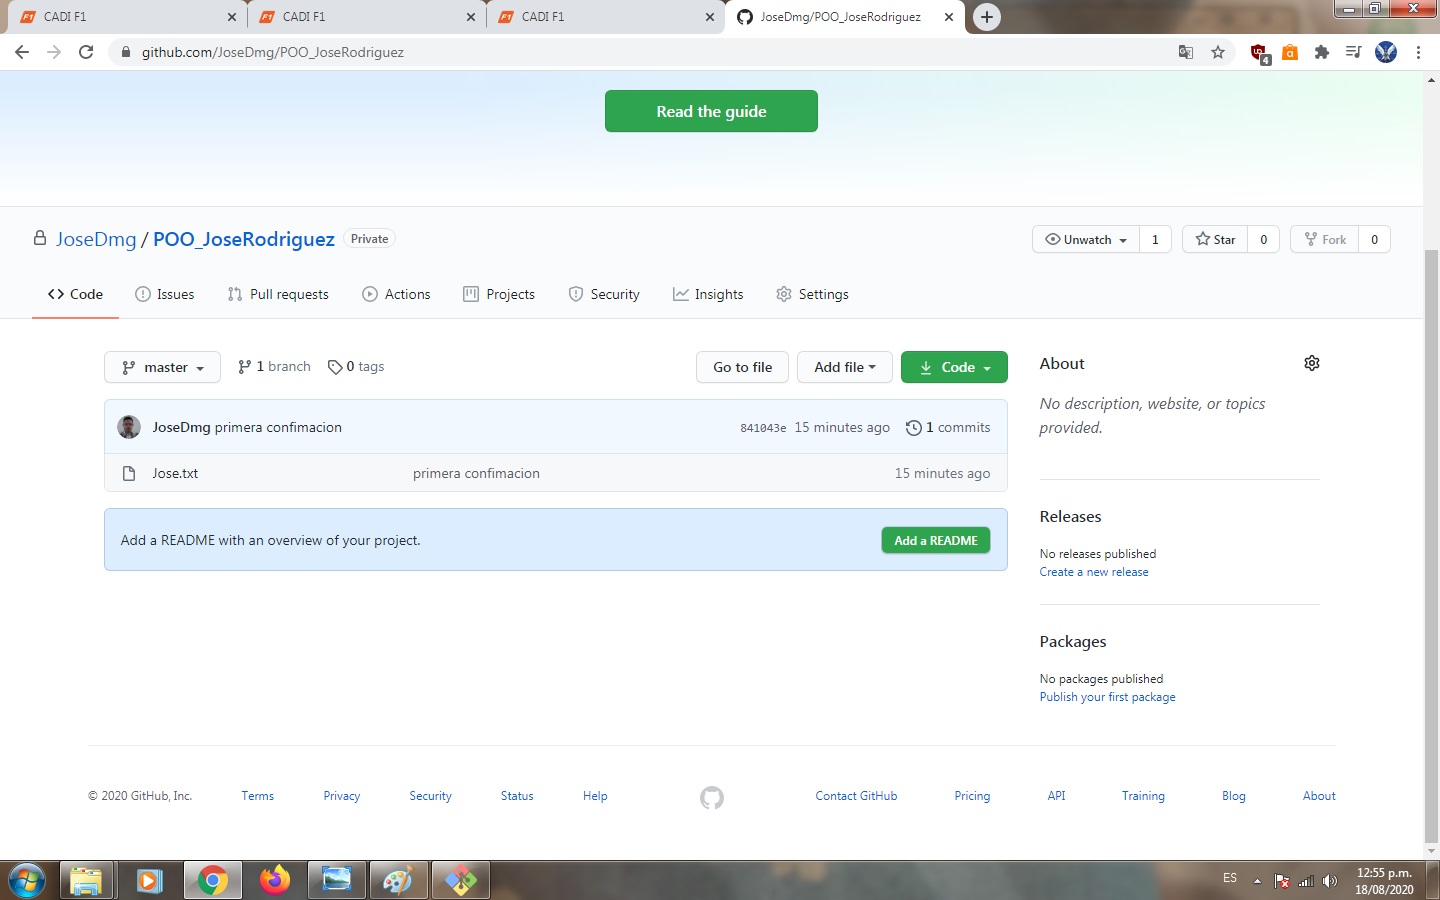 CADI F1
CADI F1
CADI F1
JoseDmg/POO_JoseRodriguez
github.com/JoseDmg/POO_JoseRodriguez
4
Read the guide
JoseDmg / POO_JoseRodriguez Private
Unwatch 1 Star 0 Fork 0
Code Issues Pull requests Actions Projects Security Insights Settings
master 1 branch 0 tags Go to file Add file Code
JoseDmg primera confimacion 841043e 15 minutes ago 1 commits
Jose.txt primera confimacion 15 minutes ago
Add a README with an overview of your project. Add a README
About
No description, website, or topics
provided.
Releases
No releases published
Create a new release
Packages
No packages published
Publish your first package
© 2020 GitHub, Inc. Terms Privacy Security Status Help Contact GitHub Pricing API Training Blog About
ES
12:55 p.m.
18/08/2020